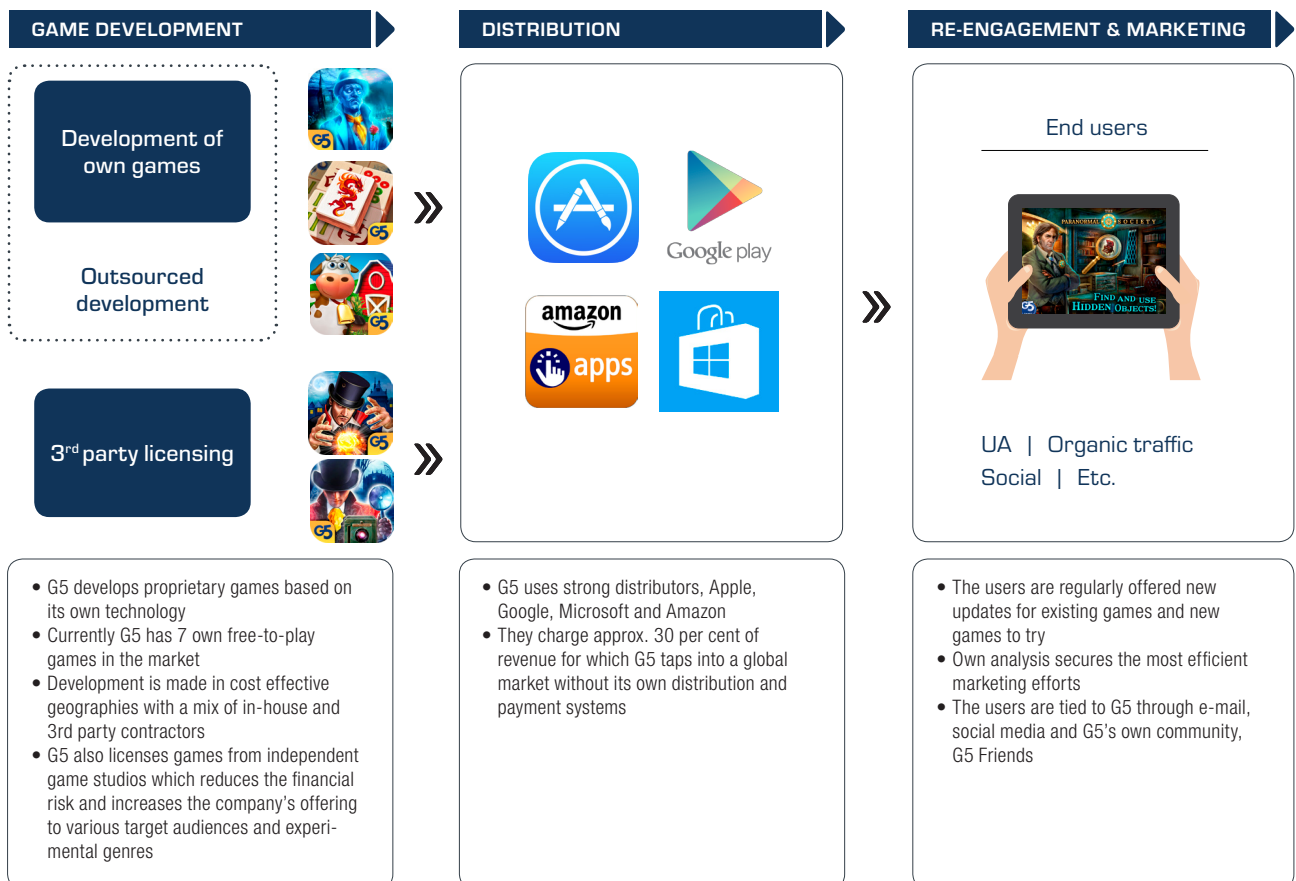 GAME DEVELOPMENT
Development of
own games
Outsourced
development
3rd party licensing
G5
G5
G5
G5
G5
• G5 develops proprietary games based on
its own technology
• Currently G5 has 7 own free-to-play
games in the market
• Development is made in cost effective
geographies with a mix of in-house and
3rd party contractors
• G5 also licenses games from independent
game studios which reduces the financial
risk and increases the company's offering
to various target audiences and experi-
mental genres
DISTRIBUTION
Google play
amazon
apps
• G5 uses strong distributors, Apple,
Google, Microsoft and Amazon
• They charge approx. 30 per cent of
revenue for which G5 taps into a global
market without its own distribution and
payment systems
RE-ENGAGEMENT & MARKETING
End users
PARANORMAL SOCIETY
FIND AND USE
HIDDEN OBJECTS!
G5
UA | Organic traffic
Social | Etc.
• The users are regularly offered new
updates for existing games and new
games to try
• Own analysis secures the most efficient
marketing efforts
• The users are tied to G5 through e-mail,
social media and G5's own community,
G5 Friends